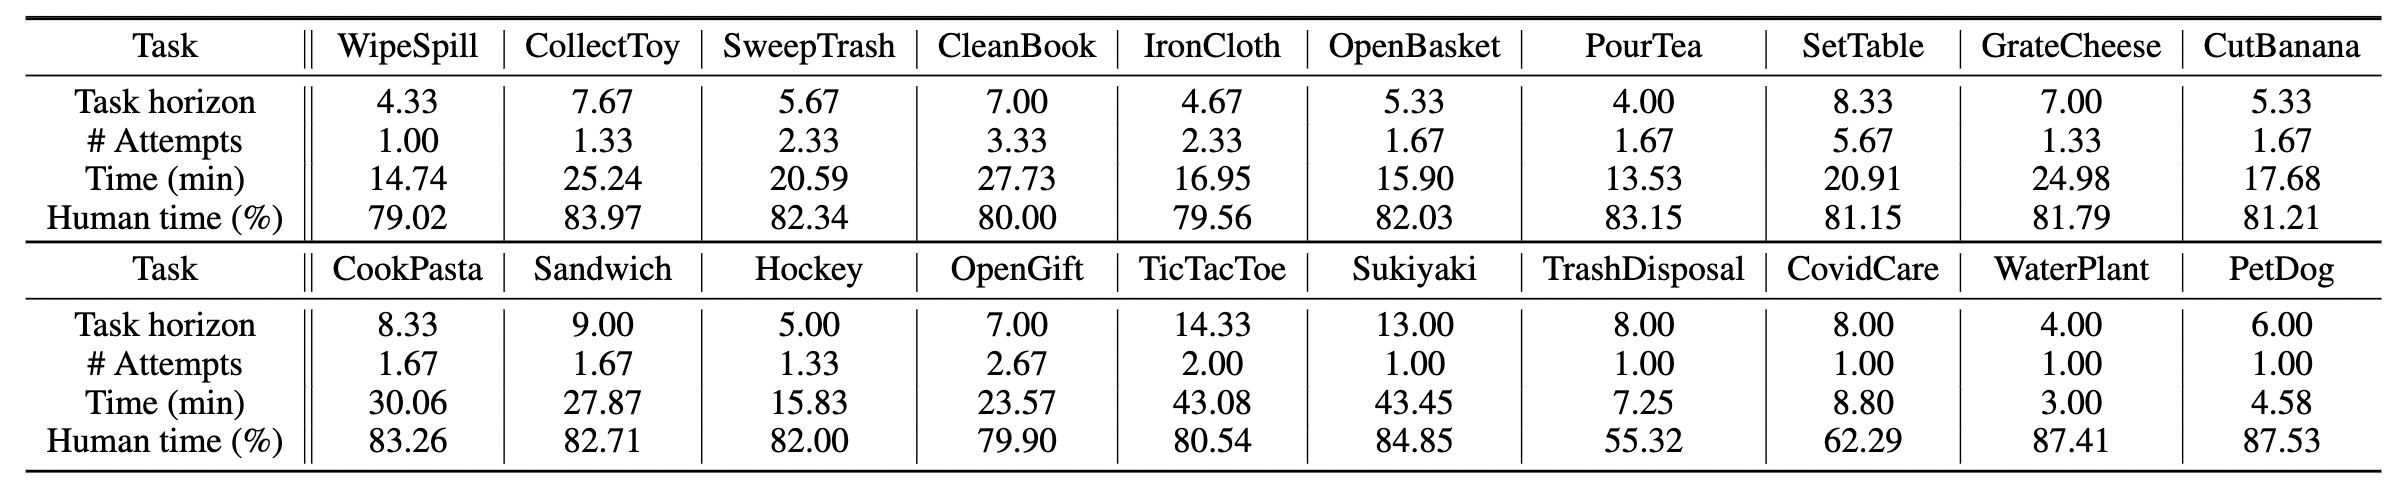 Task WipeSpill CollectToy SweepTrash CleanBook IronCloth OpenBasket PourTea SetTable GrateCheese CutBanana
Task horizon 4.33 7.67 5.67 7.00 4.67 5.33 4.00 8.33 7.00 5.33
# Attempts 1.00 1.33 2.33 3.33 2.33 1.67 1.67 5.67 1.33 1.67
Time (min) 14.74 25.24 20.59 27.73 16.95 15.90 13.53 20.91 24.98 17.68
Human time (%) 79.02 83.97 82.34 80.00 79.56 82.03 83.15 81.15 81.79 81.21
Task CookPasta Sandwich Hockey OpenGift TicTacToe Sukiyaki TrashDisposal CovidCare WaterPlant PetDog
Task horizon 8.33 9.00 5.00 7.00 14.33 13.00 8.00 8.00 4.00 6.00
# Attempts 1.67 1.67 1.33 2.67 2.00 1.00 1.00 1.00 1.00 1.00
Time (min) 30.06 27.87 15.83 23.57 43.08 43.45 7.25 8.80 3.00 4.58
Human time (%) 83.26 82.71 82.00 79.90 80.54 84.85 55.32 62.29 87.41 87.53